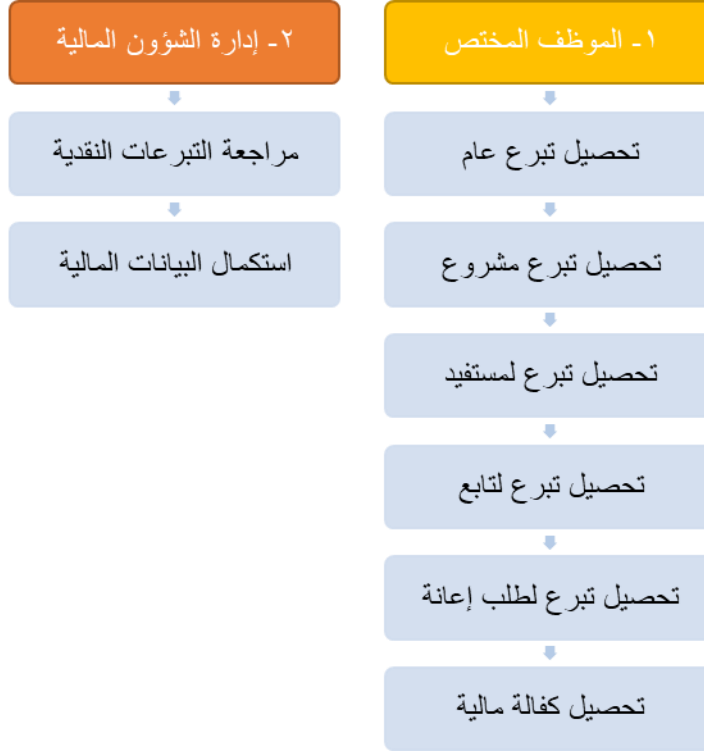 ١- الموظف المختص
تحصيل تبرع عام
تحصيل تبرع مشروع
تحصيل تبرع لمستفيد
تحصيل تبرع لتابع
تحصيل تبرع لطلب إعانة
تحصيل كفالة مالية
٢- إدارة الشؤون المالية
مراجعة التبرعات النقدية
استكمال البيانات المالية